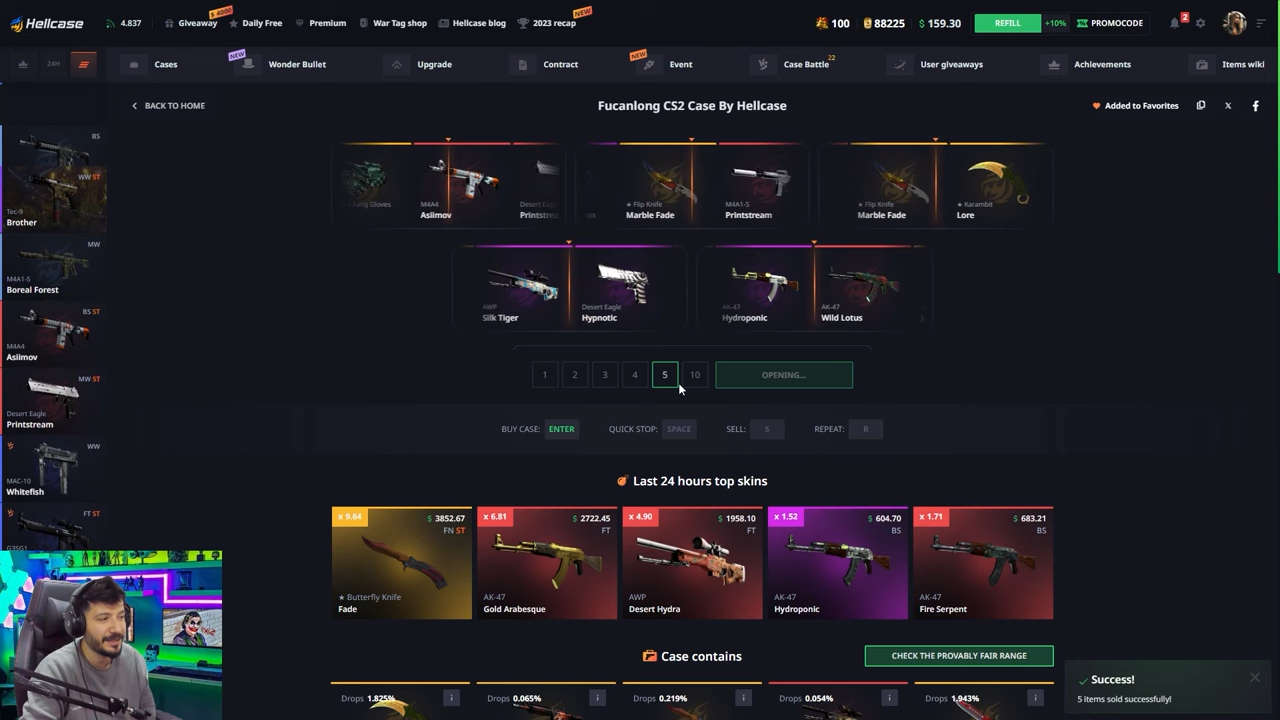 Hellcase
4.837
Giveaway
$ 4000
Daily Free
Premium
War Tag shop
Hellcase blog
2023 recap
NEW
100
88225
$ 159.30
REFILL
+10%
PROMOCODE
2
24H
Cases
NEW
Wonder Bullet
Upgrade
Contract
NEW
Event
Case Battle
22
User giveaways
Achievements
Items wiki
BACK TO HOME
Fucanlong CS2 Case By Hellcase
Added to Favorites
BS
WW ST
Tec-9
Brother
MW
M4A1-S
Boreal Forest
BS ST
M4A4
Asiimov
MW ST
Desert Eagle
Printstream
WW
MAC-10
Whitefish
FT ST
G3SG1
Gloves
M4A4
Asiimov
Desert Eagle
Printstream
★ Flip Knife
Marble Fade
M4A1-S
Printstream
★ Flip Knife
Marble Fade
★ Karambit
Lore
AWP
Silk Tiger
Desert Eagle
Hypnotic
AK-47
Hydroponic
AK-47
Wild Lotus
1
2
3
4
5
10
OPENING...
BUY CASE:
ENTER
QUICK STOP:
SPACE
SELL:
S
REPEAT:
R
Last 24 hours top skins
x 9.64
$ 3852.67
FN ST
★ Butterfly Knife
Fade
x 6.81
$ 2722.45
FT
AK-47
Gold Arabesque
x 4.90
$ 1958.10
FT
AWP
Desert Hydra
x 1.52
$ 604.70
BS
AK-47
Hydroponic
x 1.71
$ 683.21
BS
AK-47
Fire Serpent
Case contains
CHECK THE PROVABLY FAIR RANGE
Drops 1.825%
i
Drops 0.065%
i
Drops 0.219%
i
Drops 0.054%
i
Drops 1.943%
i
Success!
5 items sold successfully!